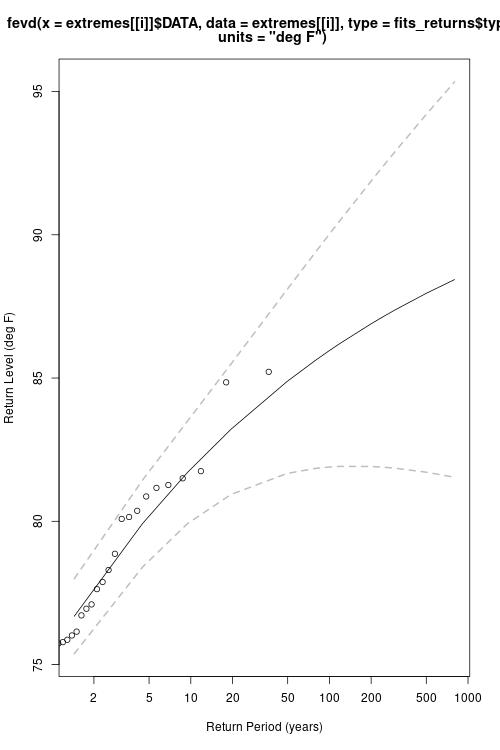 fevd(x = extremes[[i]]$DATA, data = extremes[[i]], type = fits_returns$typ
units = "deg F")
95
90
85
80
75
Return Level (deg F)
2 5 10 20 50 100 200 500 1000
Return Period (years)